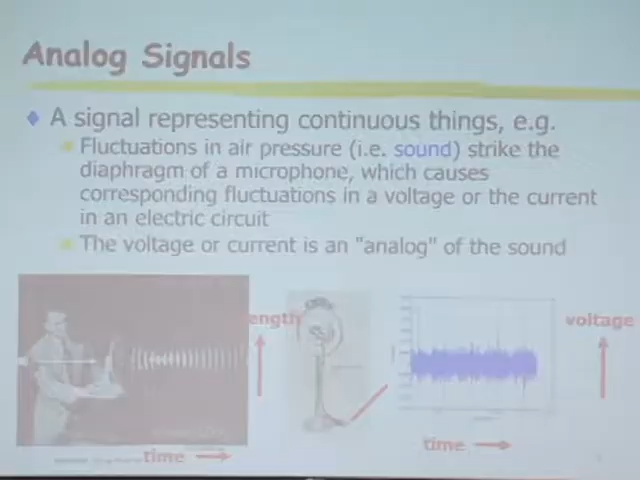 Analog Signals
A signal representing continuous things, e.g.
Fluctuations in air pressure (i.e. sound) strike the
diaphragm of a microphone, which causes
corresponding fluctuations in a voltage or the current
in an electric circuit
The voltage or current is an "analog" of the sound
ength
voltage
time
time